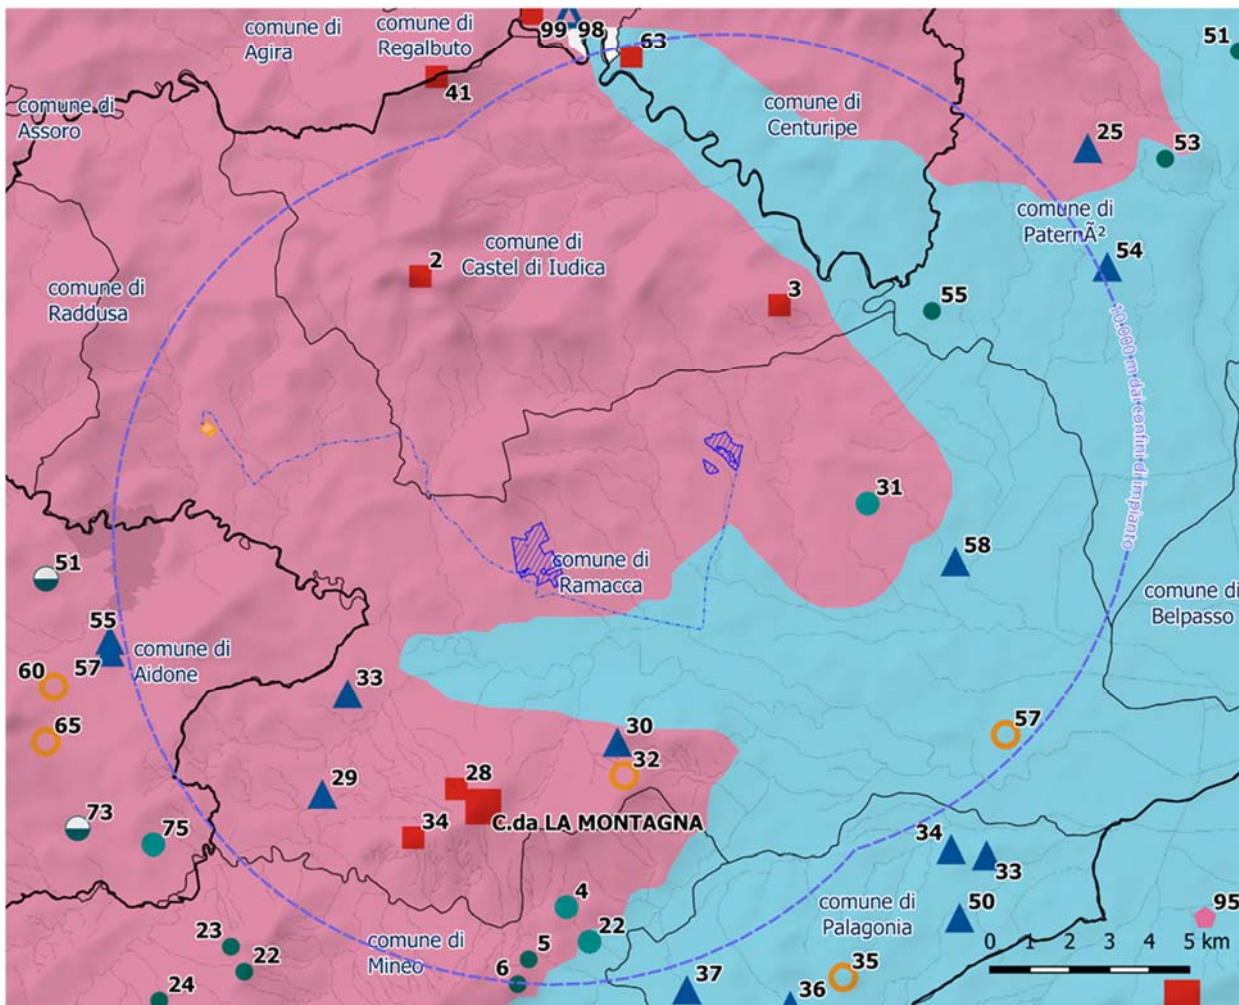 comune di
Agira
comune di
Regalbuto
99
98
63
51
41
comune di
Assoro
comune di
Centuripe
25
53
comune di
PaternÃ²
54
comune di
Castel di Iudica
2
3
55
comune di
Raddusa
10.000 m dai confini di impianto
31
58
comune di
Ramacca
51
comune di
Belpasso
55
57
comune di
Aidone
60
65
33
30
32
57
29
28
C.da LA MONTAGNA
34
73
75
34
33
4
22
comune di
Palagonia
50
95
23
22
24
comune di
Mineo
5
6
37
36
35
0 1 2 3 4 5 km